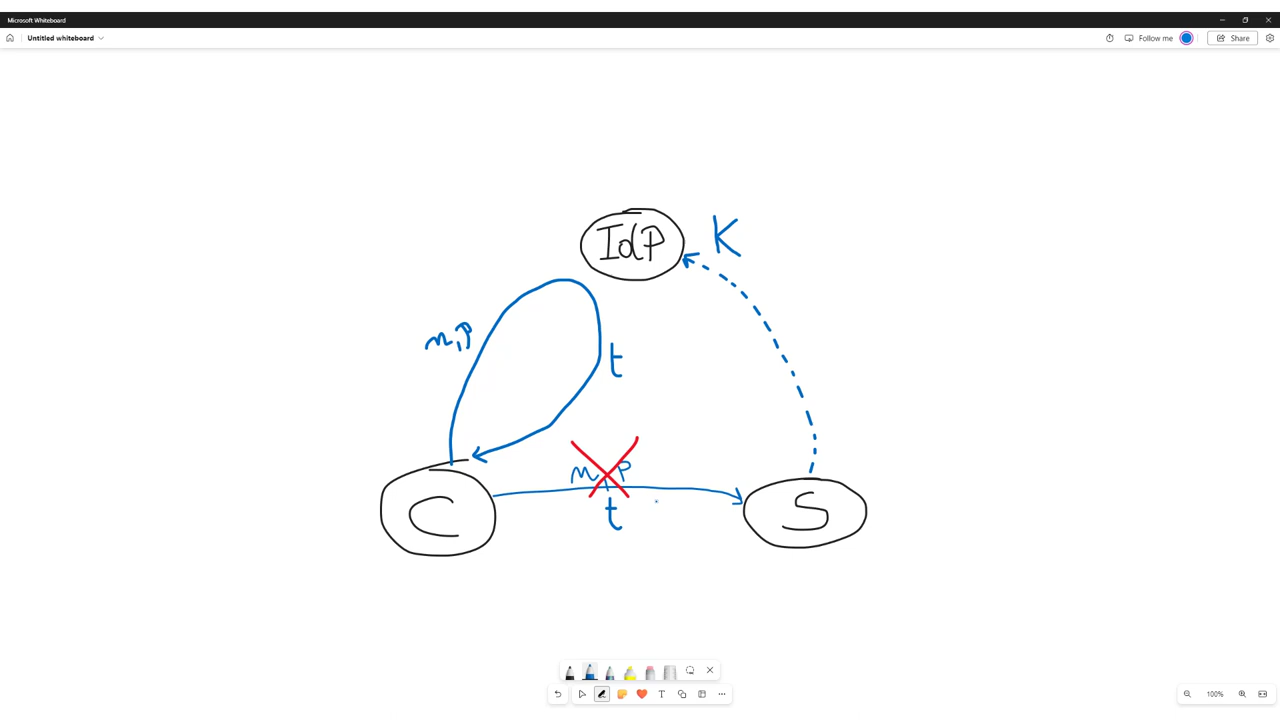 Microsoft Whiteboard
Untitled whiteboard
Follow me
Share
IdP
K
n,P
t
n,P
t
C
S
100%